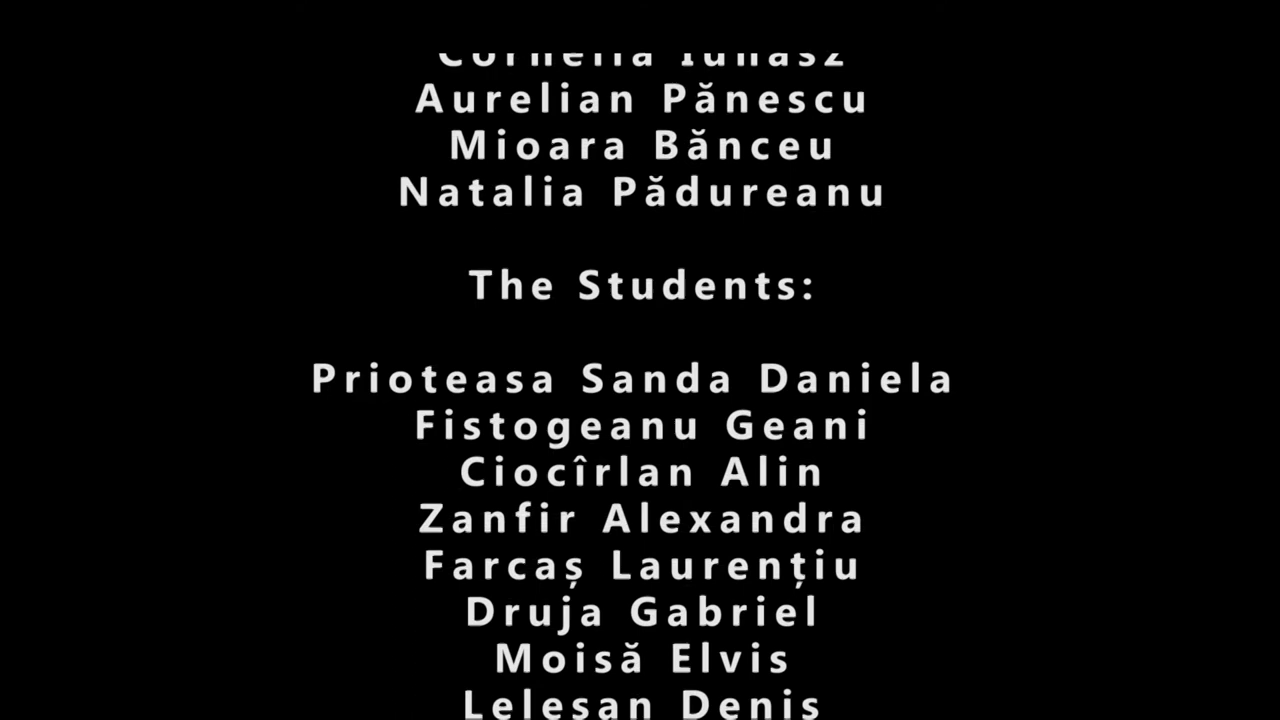 Aurelian Pănescu
Mioara Bănceu
Natalia Pădureanu
The Students:
Prioteasa Sanda Daniela
Fistogeanu Geani
Ciocîrlan Alin
Zanfir Alexandra
Farcaș Laurențiu
Druja Gabriel
Moisă Elvis
Denis